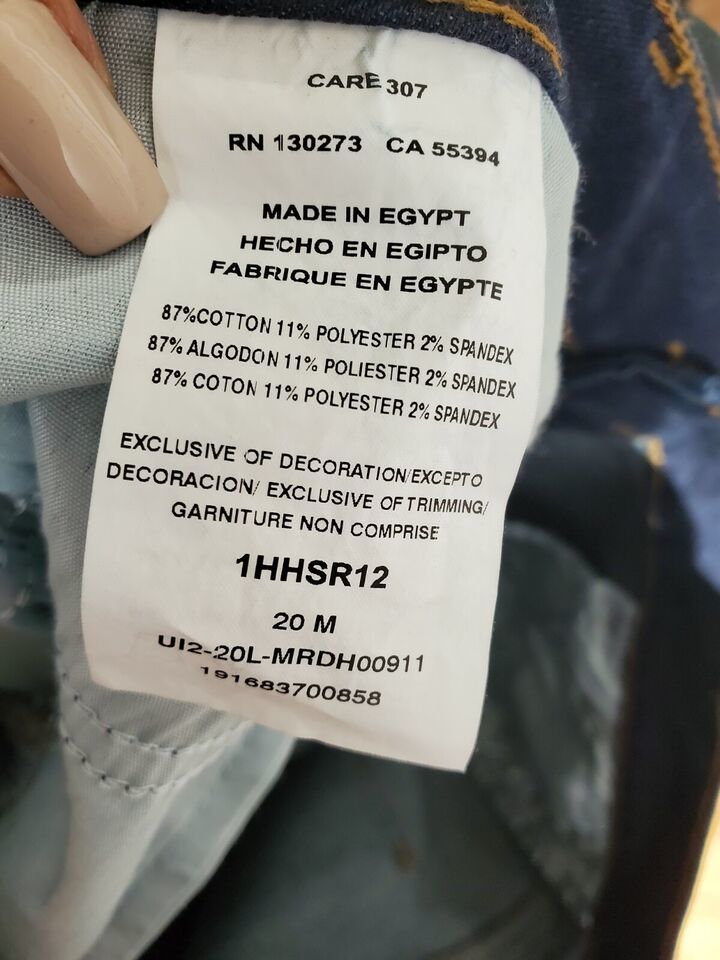 CARE 307
RN 130273 CA 55394
MADE IN EGYPT
HECHO EN EGIPTO
FABRIQUE EN EGYPTE
87%COTTON 11% POLYESTER 2% SPANDEX
87% ALGODON 11% POLIESTER 2% SPANDEX
87% COTON 11% POLYESTER 2% SPANDEX
EXCLUSIVE OF DECORATION/EXCEPTO
DECORACION/ EXCLUSIVE OF TRIMMING/
GARNITURE NON COMPRISE
1HHSR12
20 M
UI2-20L-MRDH00911
191683700858